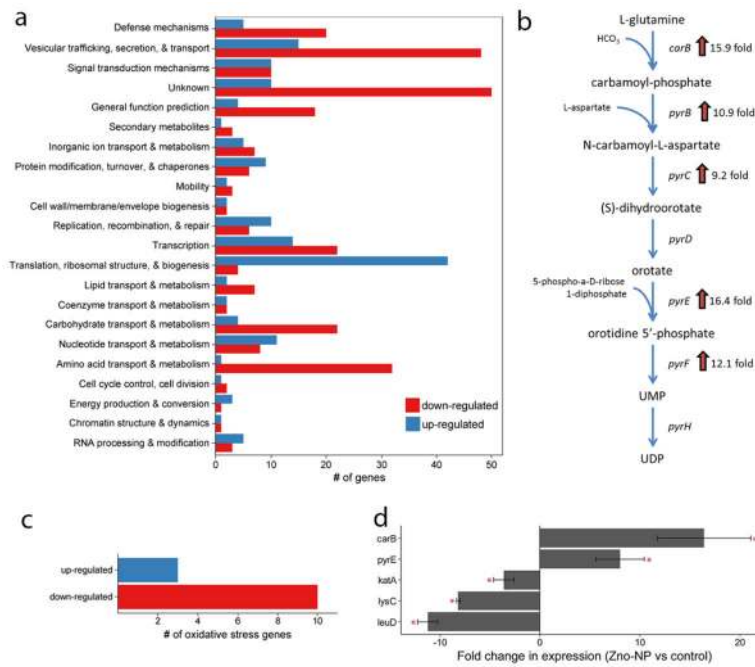 a
Defense mechanisms
Vesicular trafficking, secretion, & transport
Signal transduction mechanisms
Unknown
General function prediction
Secondary metabolites
Inorganic ion transport & metabolism
Protein modification, turnover, & chaperones
Mobility
Cell wall/membrane/envelope biogenesis
Replication, recombination, & repair
Transcription
Translation, ribosomal structure, & biogenesis
Lipid transport & metabolism
Coenzyme transport & metabolism
Carbohydrate transport & metabolism
Nucleotide transport & metabolism
Amino acid transport & metabolism
Cell cycle control, cell division
Energy production & conversion
Chromatin structure & dynamics
RNA processing & modification
down-regulated
up-regulated
0 10 20 30 40 50
# of genes
b
L-glutamine
HCO3
carB 15.9 fold
carbamoyl-phosphate
L-aspartate
pyrB 10.9 fold
N-carbamoyl-L-aspartate
pyrC 9.2 fold
(S)-dihydroorotate
pyrD
orotate
5-phospho-a-D-ribose
1-diphosphate
pyrE 16.4 fold
orotidine 5'-phosphate
pyrF 12.1 fold
UMP
pyrH
UDP
c
up-regulated
down-regulated
2 4 6 8 10
# of oxidative stress genes
d
carB
pyrE
katA
lysC
leuD
* * * * *
-10 0 10 20
Fold change in expression (Zno-NP vs control)